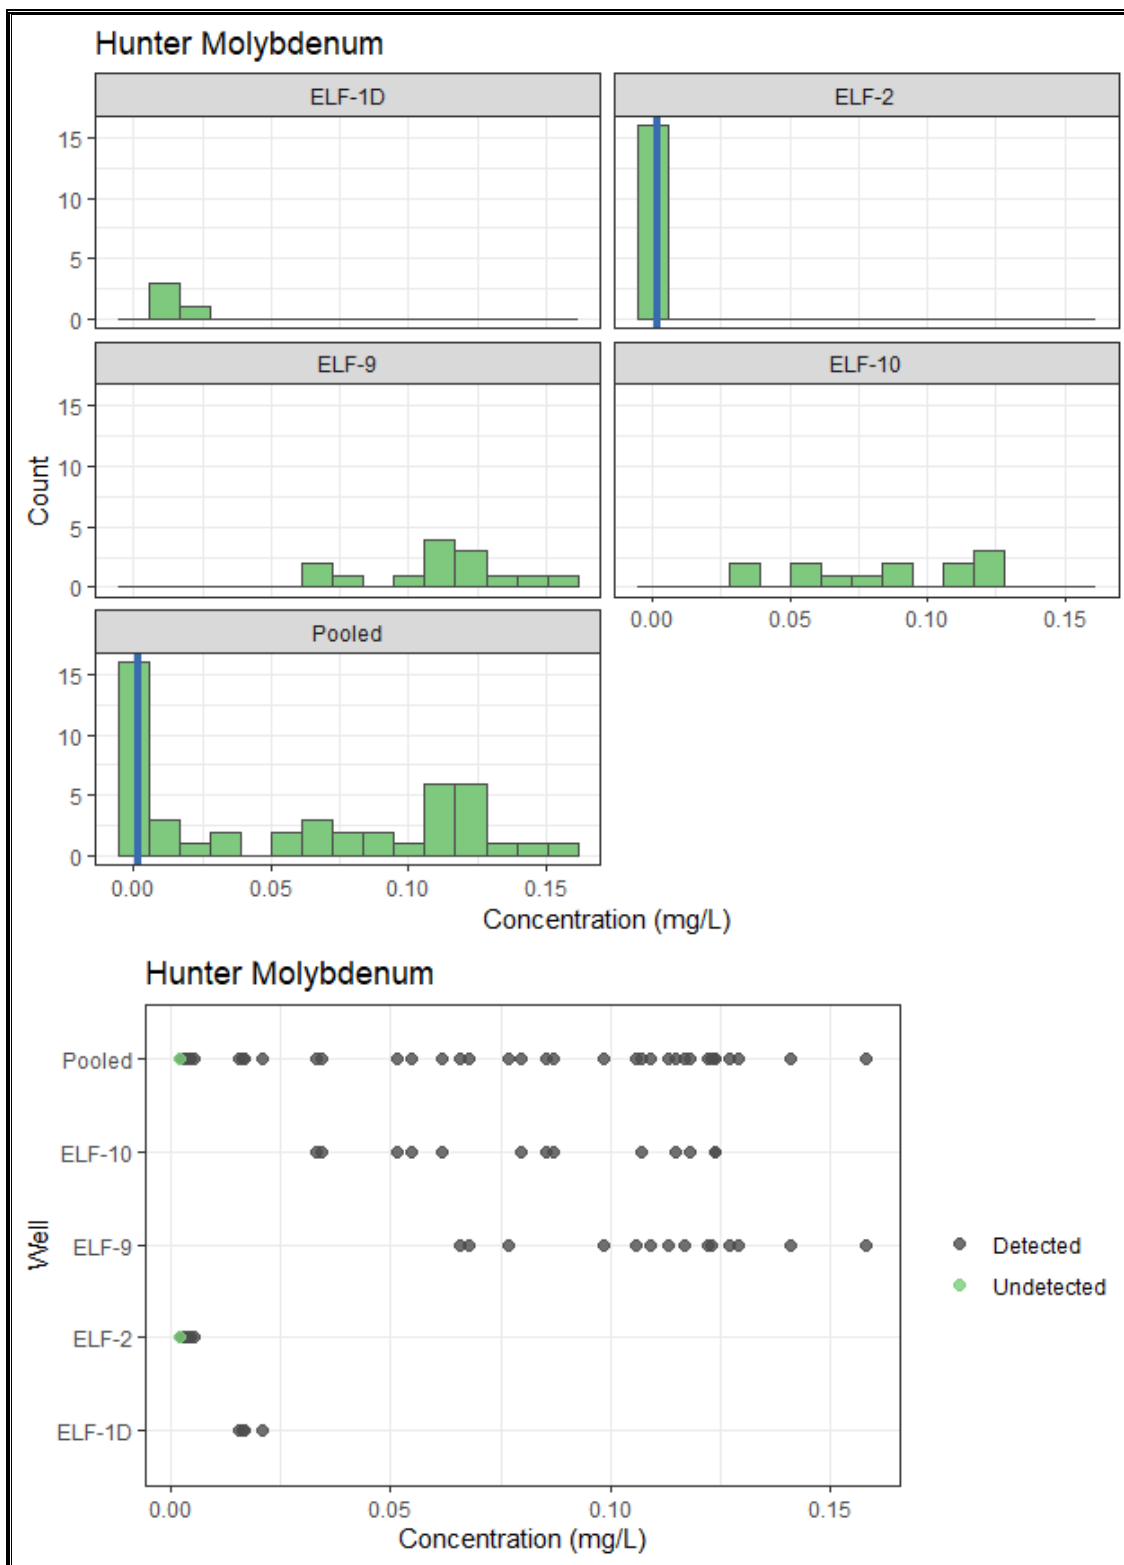 Hunter Molybdenum
ELF-1D
ELF-2
15
10
5
0
ELF-9
ELF-10
15
10
5
0
Count
0.00 0.05 0.10 0.15
Pooled
15
10
5
0
0.00 0.05 0.10 0.15
Concentration (mg/L)
Hunter Molybdenum
Pooled
ELF-10
ELF-9
ELF-2
ELF-1D
Well
Detected
Undetected
0.00 0.05 0.10 0.15
Concentration (mg/L)